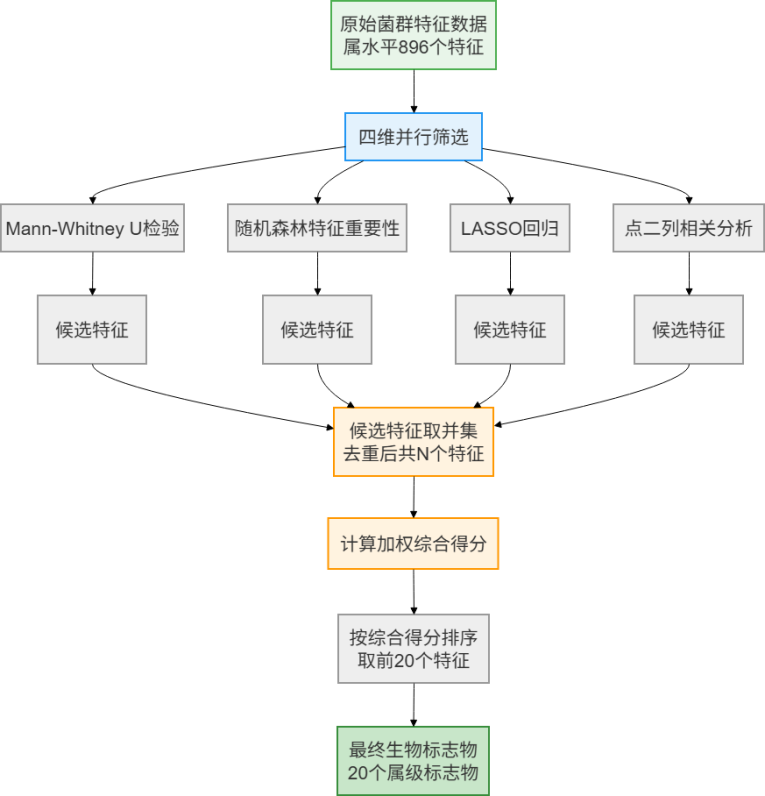 原始菌群特征数据
属水平896个特征
四维并行筛选
Mann-Whitney U检验
随机森林特征重要性
LASSO回归
点二列相关分析
候选特征
候选特征
候选特征
候选特征
候选特征取并集
去重后共N个特征
计算加权综合得分
按综合得分排序
取前20个特征
最终生物标志物
20个属级标志物